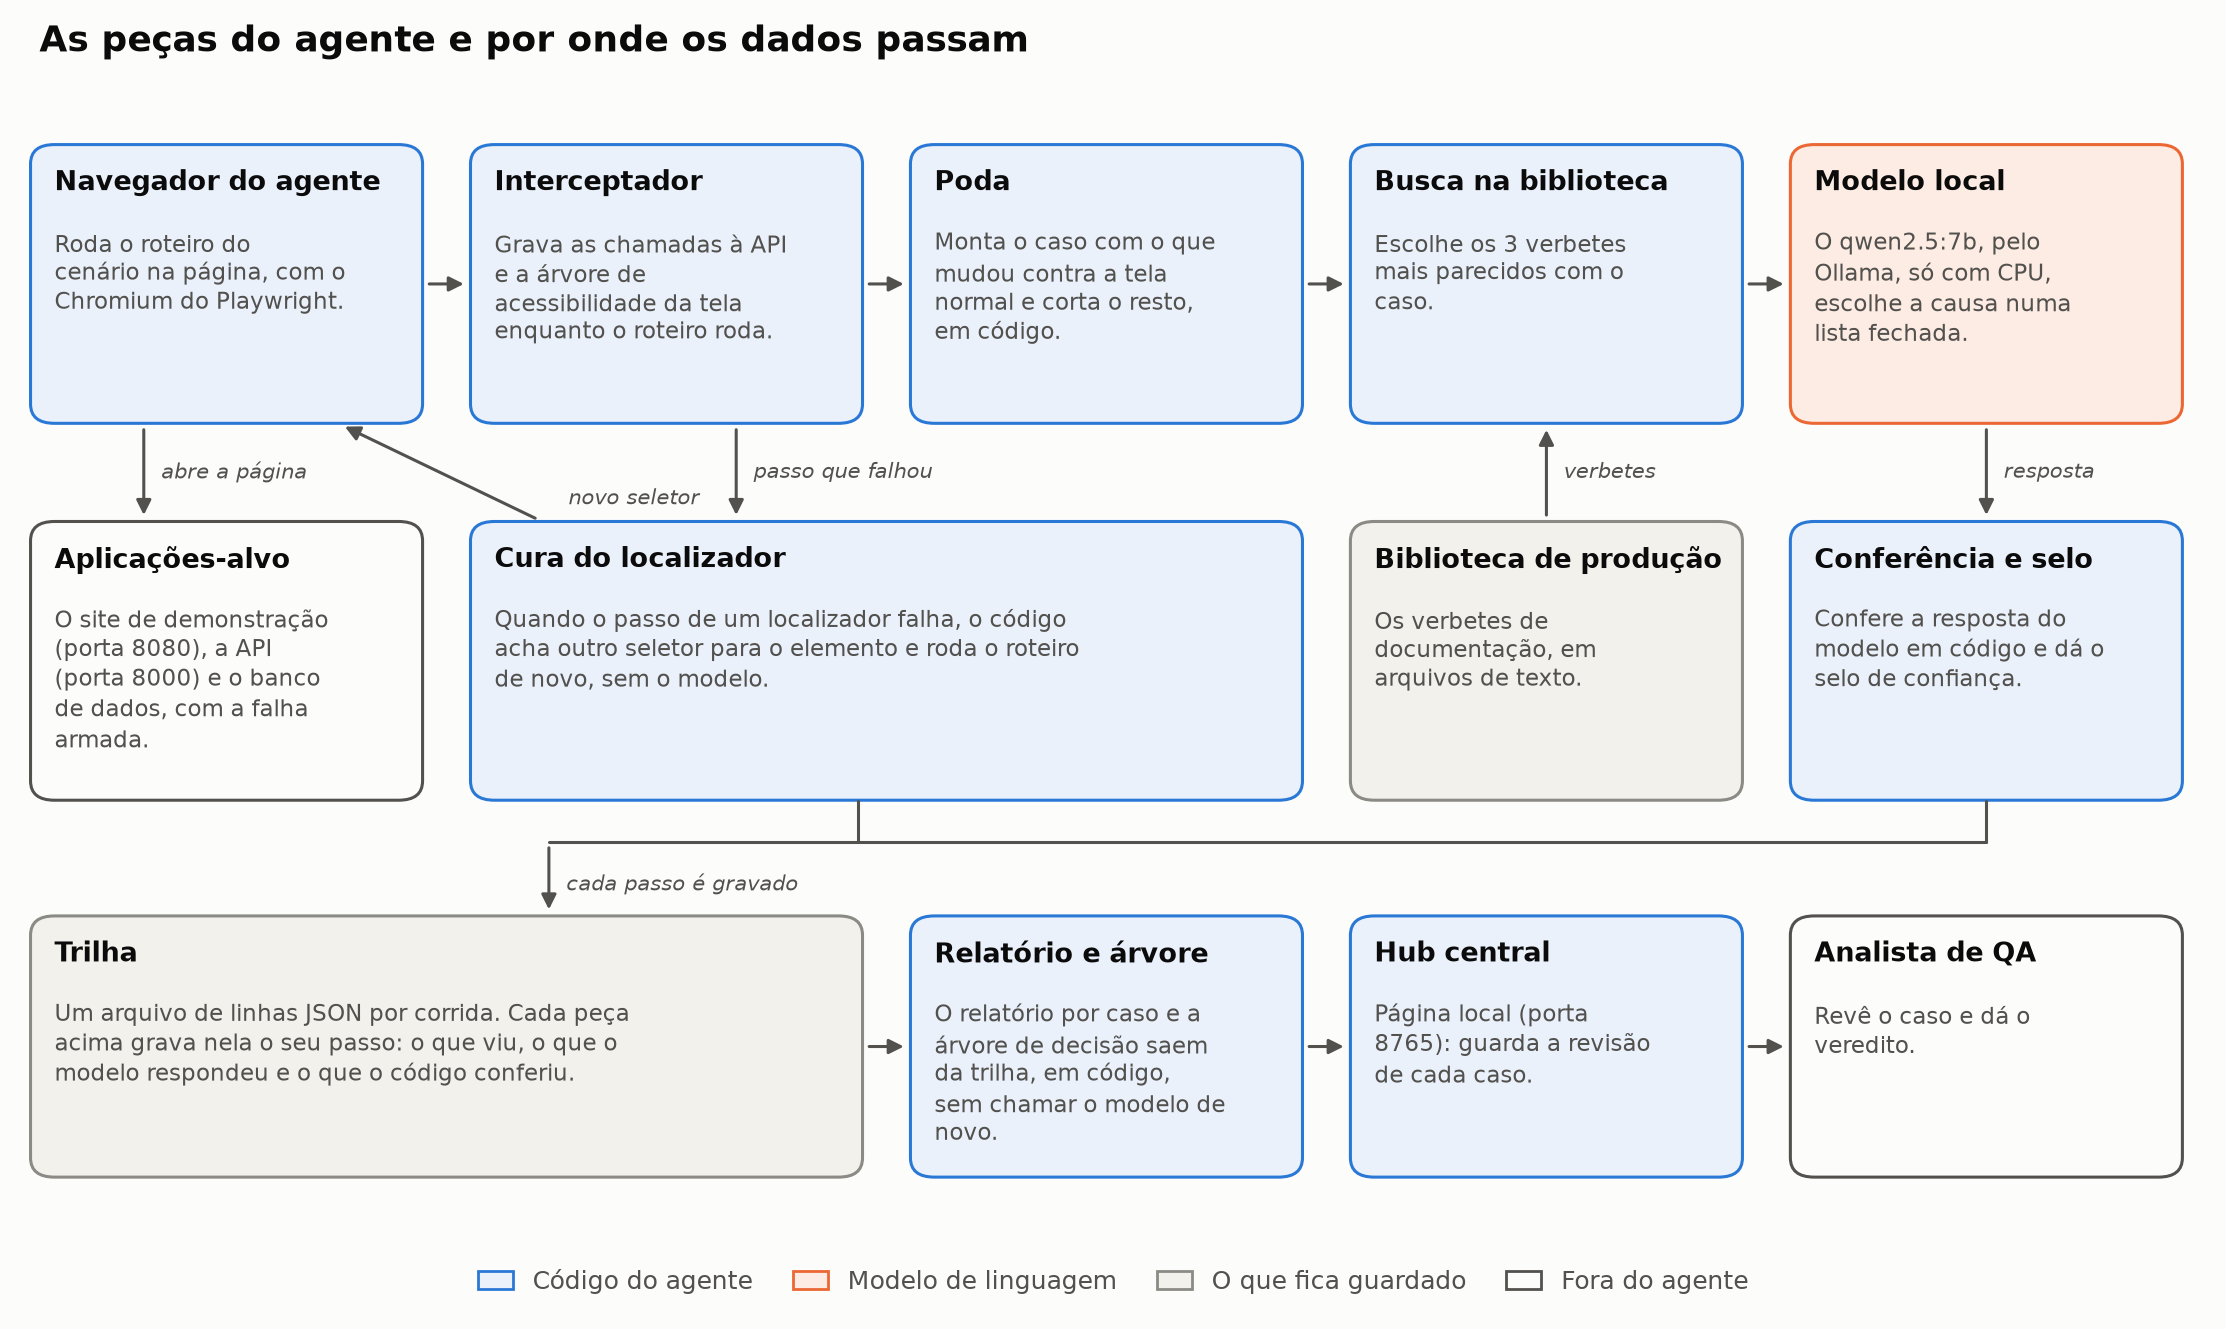 As peças do agente e por onde os dados passam
Navegador do agente
Roda o roteiro do
cenário na página, com o
Chromium do Playwright.
Interceptador
Grava as chamadas à API
e a árvore de
acessibilidade da tela
enquanto o roteiro roda.
Poda
Monta o caso com o que
mudou contra a tela
normal e corta o resto,
em código.
Busca na biblioteca
Escolhe os 3 verbetes
mais parecidos com o
caso.
Modelo local
O qwen2.5:7b, pelo
Ollama, só com CPU,
escolhe a causa numa
lista fechada.
abre a página
novo seletor
passo que falhou
verbetes
resposta
Aplicações-alvo
O site de demonstração
(porta 8080), a API
(porta 8000) e o banco
de dados, com a falha
armada.
Cura do localizador
Quando o passo de um localizador falha, o código
acha outro seletor para o elemento e roda o roteiro
de novo, sem o modelo.
Biblioteca de produção
Os verbetes de
documentação, em
arquivos de texto.
Conferência e selo
Confere a resposta do
modelo em código e dá o
selo de confiança.
cada passo é gravado
Trilha
Um arquivo de linhas JSON por corrida. Cada peça
acima grava nela o seu passo: o que viu, o que o
modelo respondeu e o que o código conferiu.
Relatório e árvore
O relatório por caso e a
árvore de decisão saem
da trilha, em código,
sem chamar o modelo de
novo.
Hub central
Página local (porta
8765): guarda a revisão
de cada caso.
Analista de QA
Revê o caso e dá o
veredito.
Código do agente
Modelo de linguagem
O que fica guardado
Fora do agente